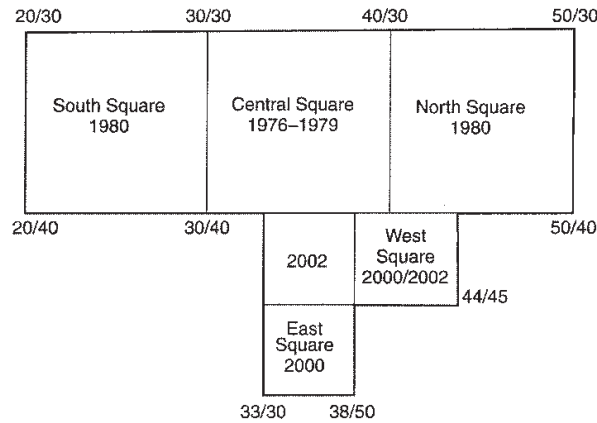 20/30 30/30 40/30 50/30
South Square
1980
Central Square
1976–1979
North Square
1980
20/40 30/40 50/40
2002
West
Square
2000/2002
44/45
East
Square
2000
33/30 38/50